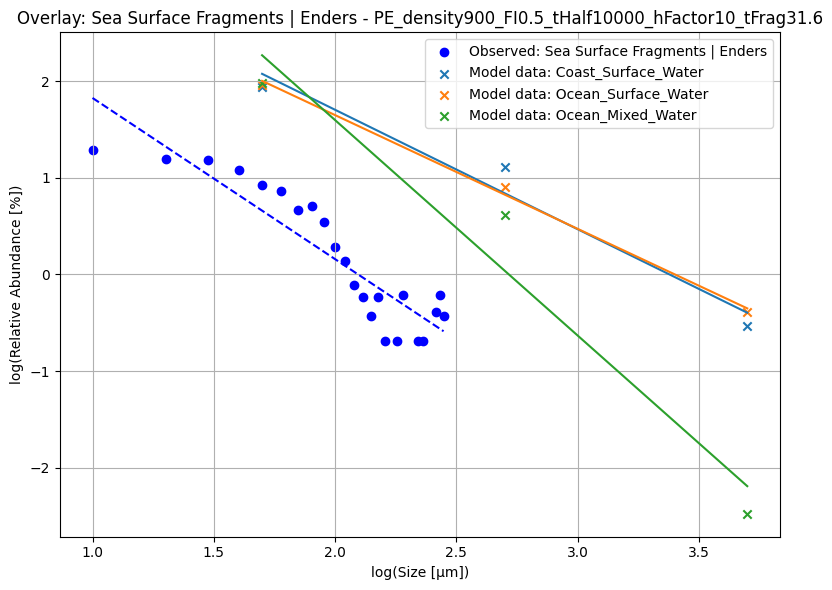 Overlay: Sea Surface Fragments | Enders - PE_density900_FI0.5_tHalf10000_hFactor10_tFrag31.6
Observed: Sea Surface Fragments | Enders
Model data: Coast_Surface_Water
Model data: Ocean_Surface_Water
Model data: Ocean_Mixed_Water
log(Relative Abundance [%])
2
1
0
−1
−2
1.0
1.5
2.0
2.5
3.0
3.5
log(Size [µm])